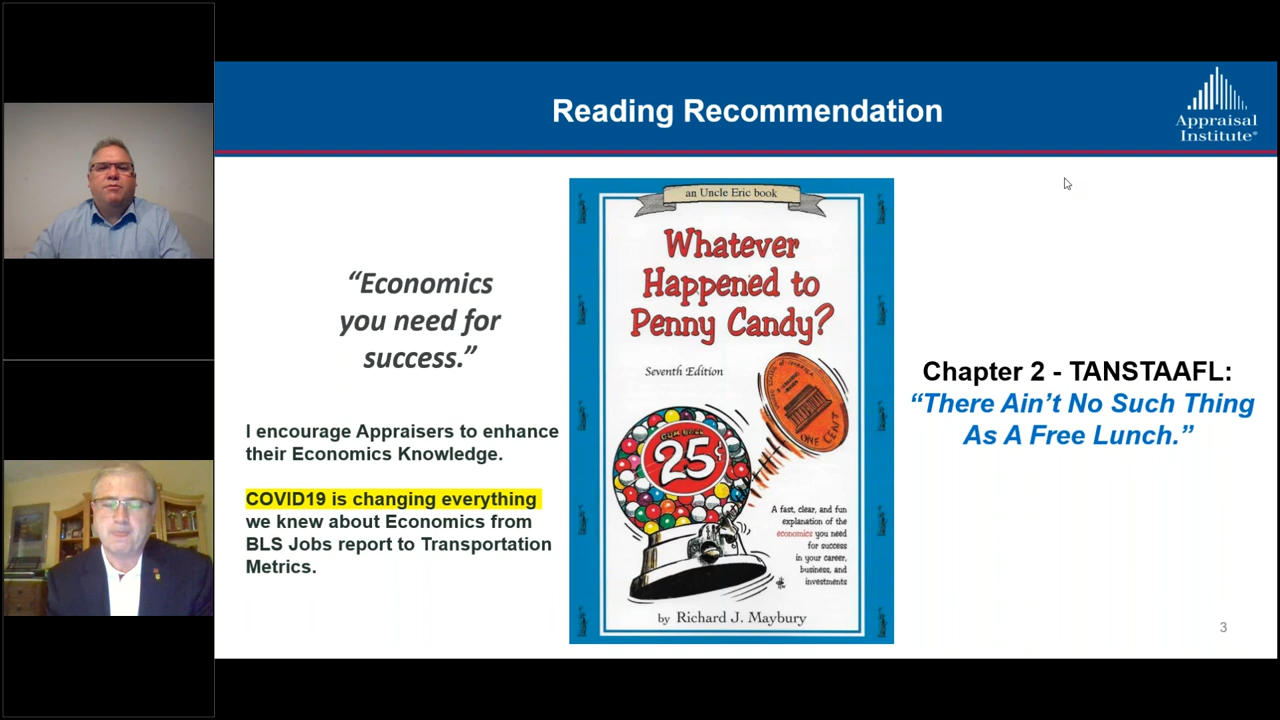 Reading Recommendation
Appraisal
Institute®
“Economics
you need for
success.”
I encourage Appraisers to enhance
their Economics Knowledge.
COVID19 is changing everything
we knew about Economics from
BLS Jobs report to Transportation
Metrics.
an Uncle Eric book
Whatever
Happened to
Penny Candy?
Seventh Edition
ONE CENT
GUM BALL
25¢
A fast, clear, and fun
explanation of the
economics you need
for success
in your career,
business, and
investments
by Richard J. Maybury
Chapter 2 - TANSTAAFL:
“There Ain’t No Such Thing
As A Free Lunch.”
3